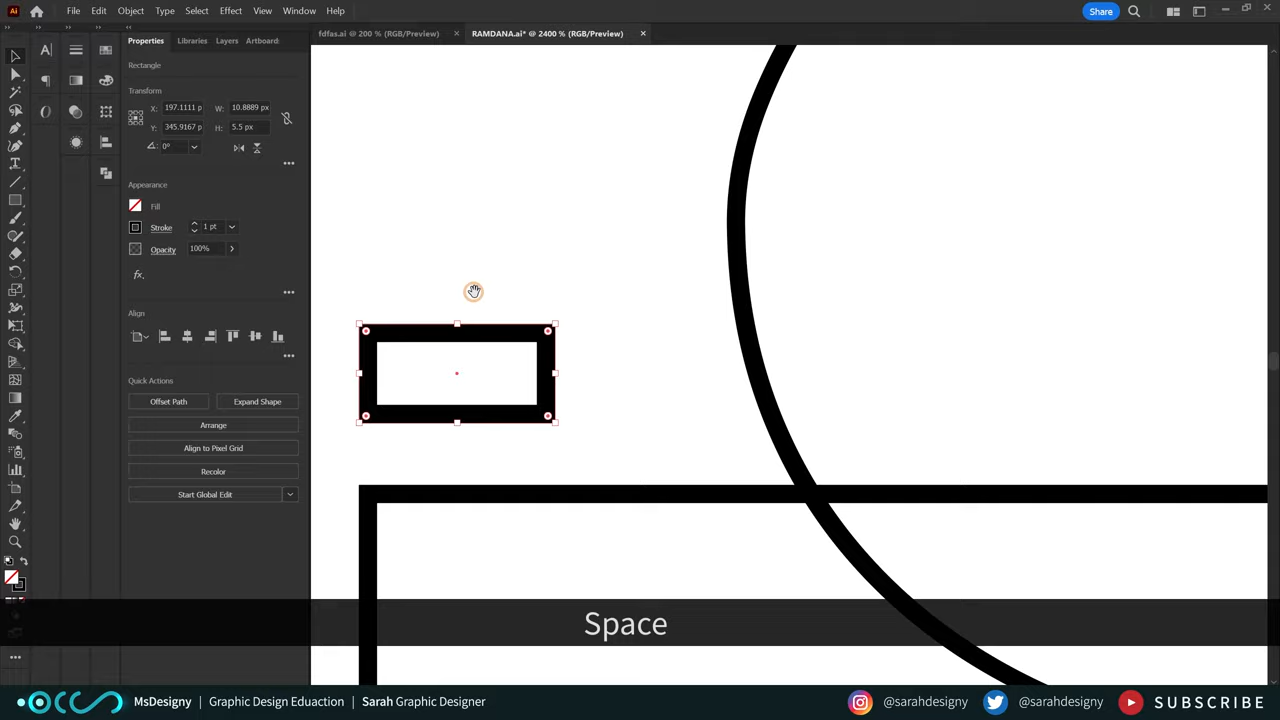 Ai
File Edit Object Type Select Effect View Window Help
Share
fdfas.ai @ 200 % (RGB/Preview)
RAMDANA.ai* @ 2400 % (RGB/Preview)
Properties Libraries Layers Artboard:
Rectangle
Transform
X: 197.1111 p W: 10.8889 px
Y: 345.9167 p H: 5.5 px
0°
Appearance
Fill
Stroke 1 pt
Opacity 100%
fx.
Align
Quick Actions
Offset Path Expand Shape
Arrange
Align to Pixel Grid
Recolor
Start Global Edit
Space
MsDesigny | Graphic Design Eduaction | Sarah Graphic Designer @sarahdesigny @sarahdesigny SUBSCRIBE